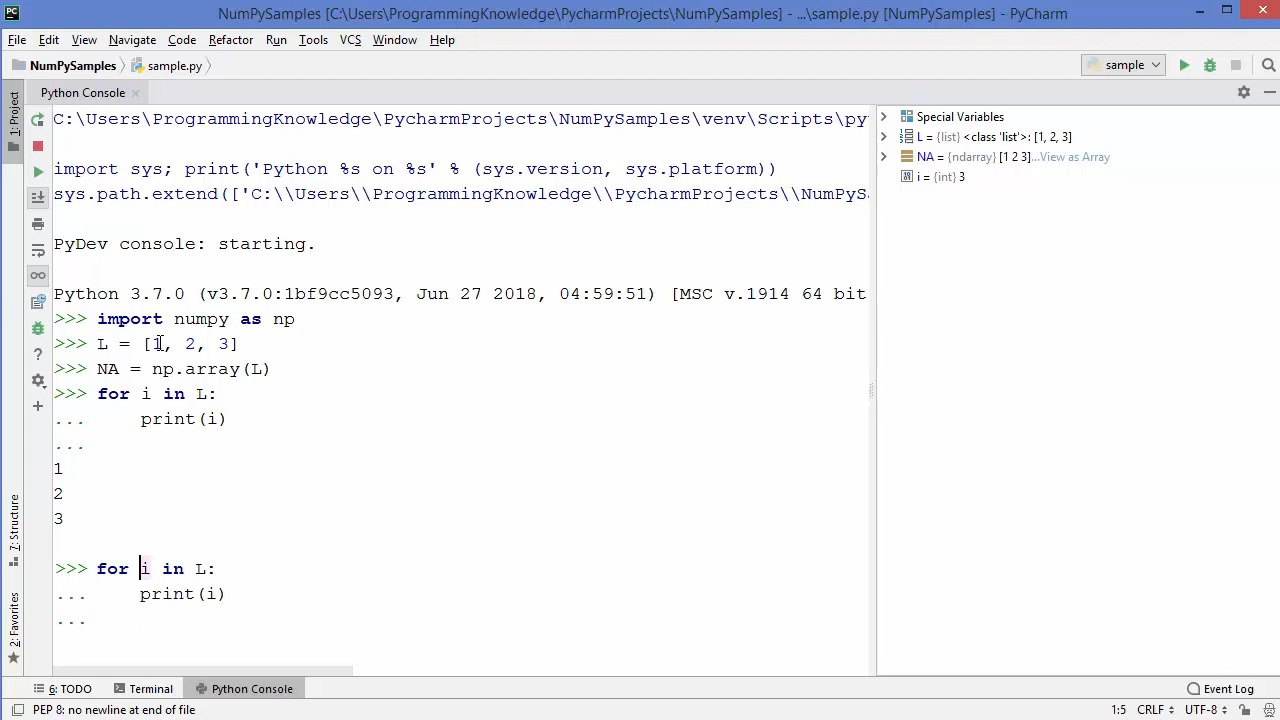 NumPySamples [C:\Users\ProgrammingKnowledge\PycharmProjects\NumPySamples] - ...\sample.py [NumPySamples] - PyCharm
File Edit View Navigate Code Refactor Run Tools VCS Window Help
NumPySamples sample.py sample
Python Console
1: Project
7: Structure
2: Favorites
C:\Users\ProgrammingKnowledge\PycharmProjects\NumPySamples\venv\Scripts\py
import sys; print('Python %s on %s' % (sys.version, sys.platform))
sys.path.extend(['C:\\Users\\ProgrammingKnowledge\\PycharmProjects\\NumPyS
PyDev console: starting.
Python 3.7.0 (v3.7.0:1bf9cc5093, Jun 27 2018, 04:59:51) [MSC v.1914 64 bit
>>> import numpy as np
>>> L = [1, 2, 3]
>>> NA = np.array(L)
>>> for i in L:
...     print(i)
...
1
2
3
>>> for i in L:
...     print(i)
...
Special Variables
L = {list} <class 'list'>: [1, 2, 3]
NA = {ndarray} [1 2 3]...View as Array
i = {int} 3
6: TODO Terminal Python Console Event Log
PEP 8: no newline at end of file 1:5 CRLF UTF-8